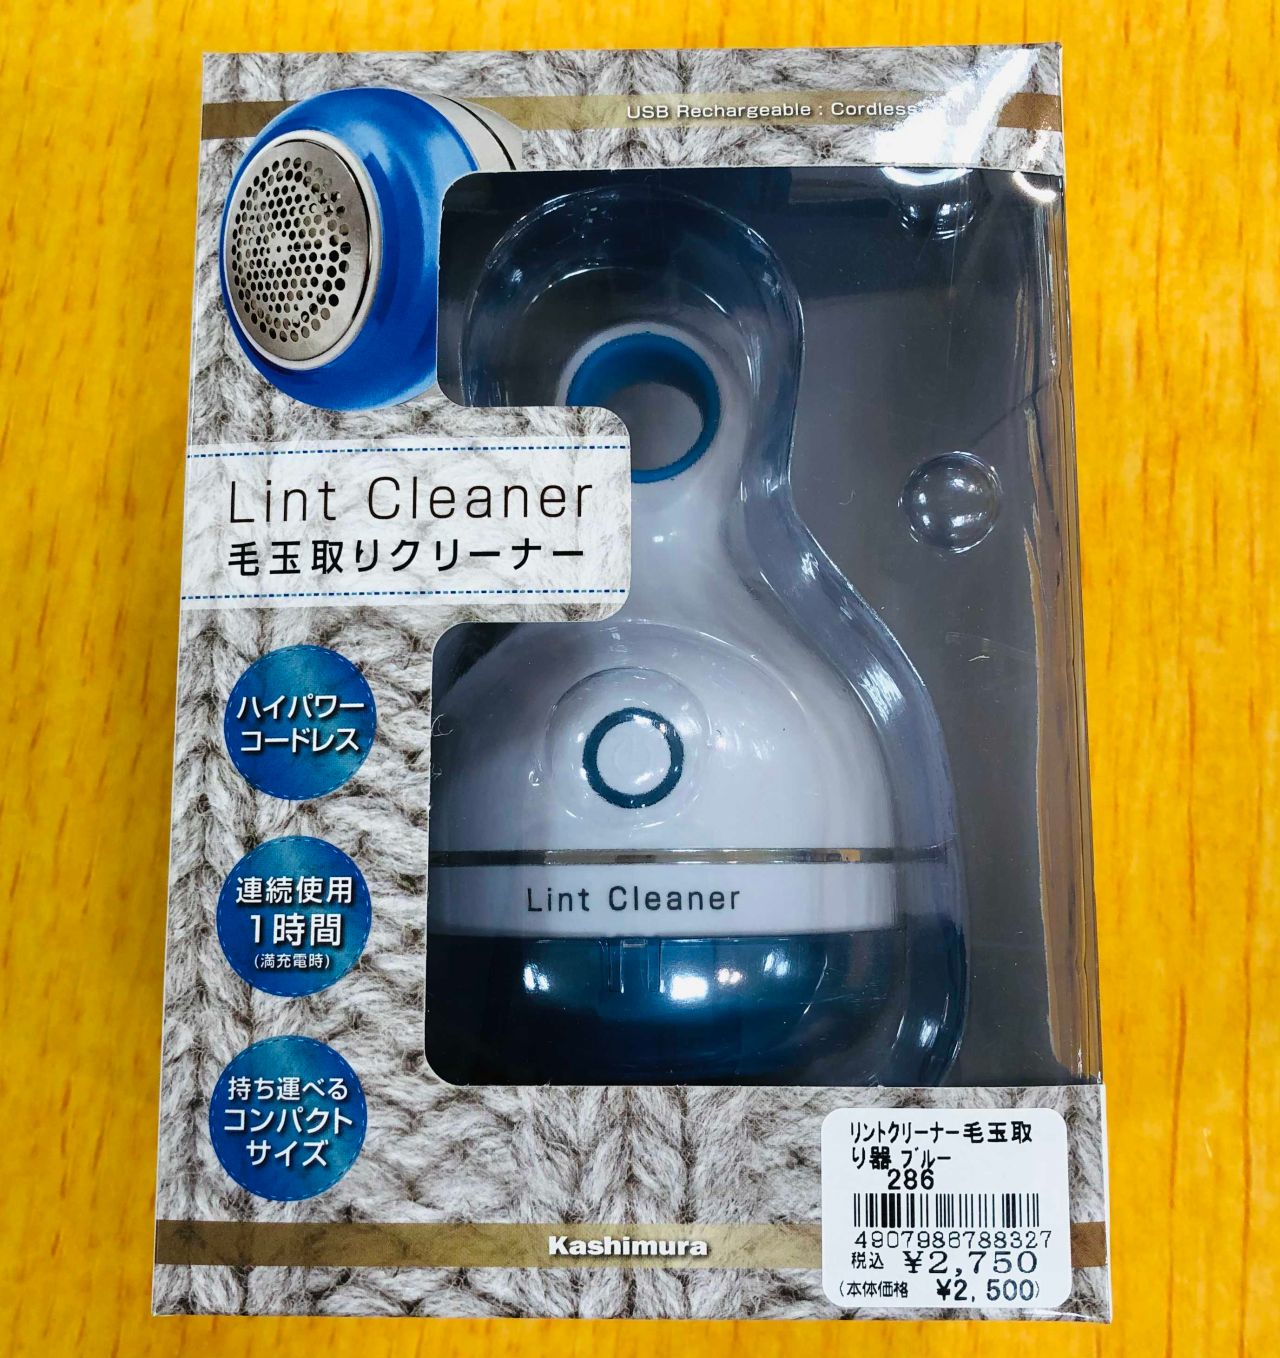 USB Rechargeable : Cordless
Lint Cleaner
毛玉取りクリーナー
ハイパワー
コードレス
連続使用
1時間
(満充電時)
持ち運べる
コンパクト
サイズ
Lint Cleaner
Kashimura
リントクリーナー毛玉取
り器 ブルー
286
4907986788327
税込 ¥2,750
(本体価格 ¥2,500)